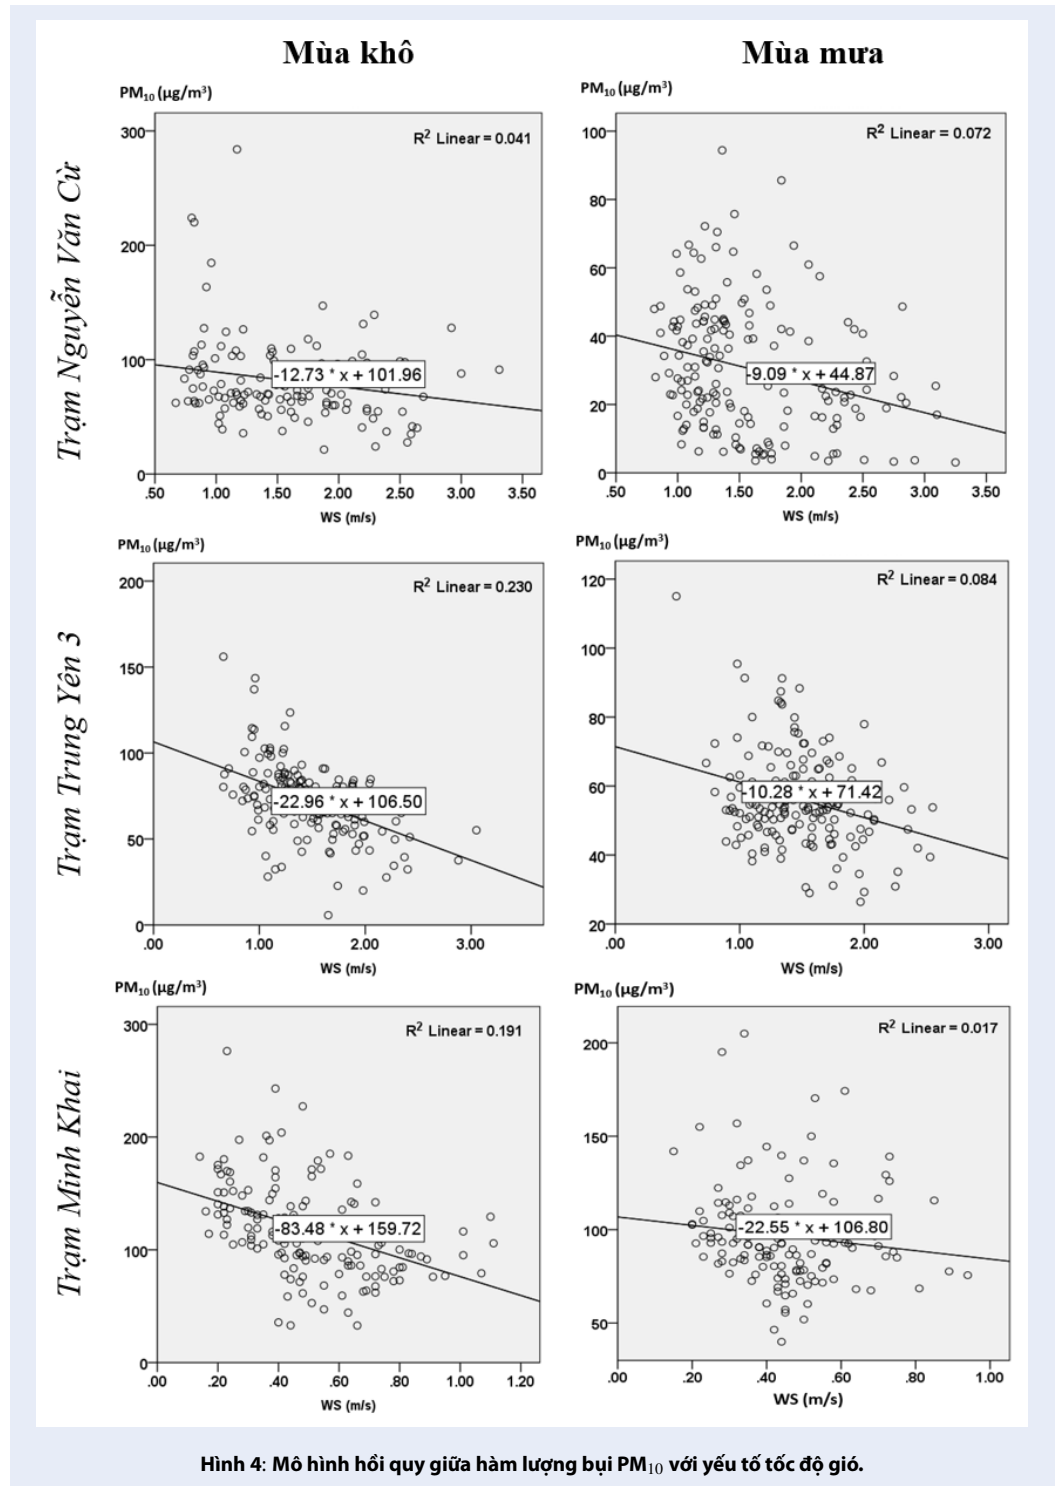 Mùa khô
Mùa mưa
Trạm Nguyễn Văn Cừ
PM₁₀ (µg/m³)
R² Linear = 0.041
300
200
100
0
-12.73 * x + 101.96
.50 1.00 1.50 2.00 2.50 3.00 3.50
WS (m/s)
PM₁₀ (µg/m³)
R² Linear = 0.072
100
80
60
40
20
0
-9.09 * x + 44.87
.50 1.00 1.50 2.00 2.50 3.00 3.50
WS (m/s)
Trạm Trung Yên 3
PM₁₀ (µg/m³)
R² Linear = 0.230
200
150
100
50
0
-22.96 * x + 106.50
.00 1.00 2.00 3.00
WS (m/s)
PM₁₀ (µg/m³)
R² Linear = 0.084
120
100
80
60
40
20
-10.28 * x + 71.42
.00 1.00 2.00 3.00
WS (m/s)
Trạm Minh Khai
PM₁₀ (µg/m³)
R² Linear = 0.191
300
200
100
0
-83.48 * x + 159.72
.00 .20 .40 .60 .80 1.00 1.20
WS (m/s)
PM₁₀ (µg/m³)
R² Linear = 0.017
200
150
100
50
-22.55 * x + 106.80
.00 .20 .40 .60 .80 1.00
WS (m/s)
Hình 4: Mô hình hồi quy giữa hàm lượng bụi PM₁₀ với yếu tố tốc độ gió.